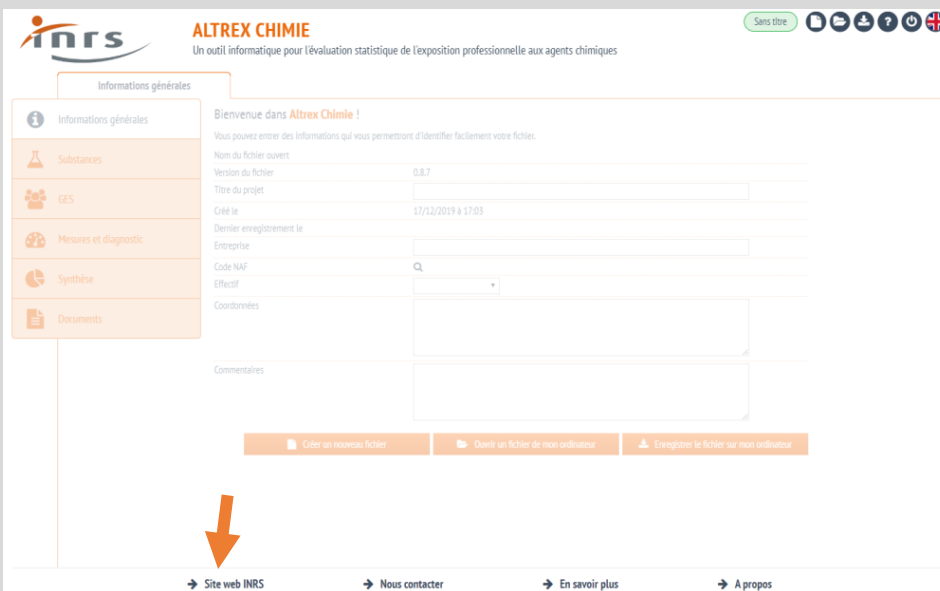 inrs
ALTREX CHIMIE
Un outil informatique pour l'évaluation statistique de l'exposition professionnelle aux agents chimiques
Sans titre
Informations générales
Informations générales
Substances
GES
Mesures et diagnostic
Synthèse
Documents
Bienvenue dans Altrex Chimie !
Vous pouvez entrer des informations qui vous permettront d'identifier facilement votre fichier.
Nom du fichier ouvert
Version du fichier 0.8.7
Titre du projet
Créé le 17/12/2019 à 17:03
Dernier enregistrement le
Entreprise
Code NAF
Effectif
Coordonnées
Commentaires
Créer un nouveau fichier Ouvrir un fichier de mon ordinateur Enregistrer le fichier sur mon ordinateur
Site web INRS Nous contacter En savoir plus A propos